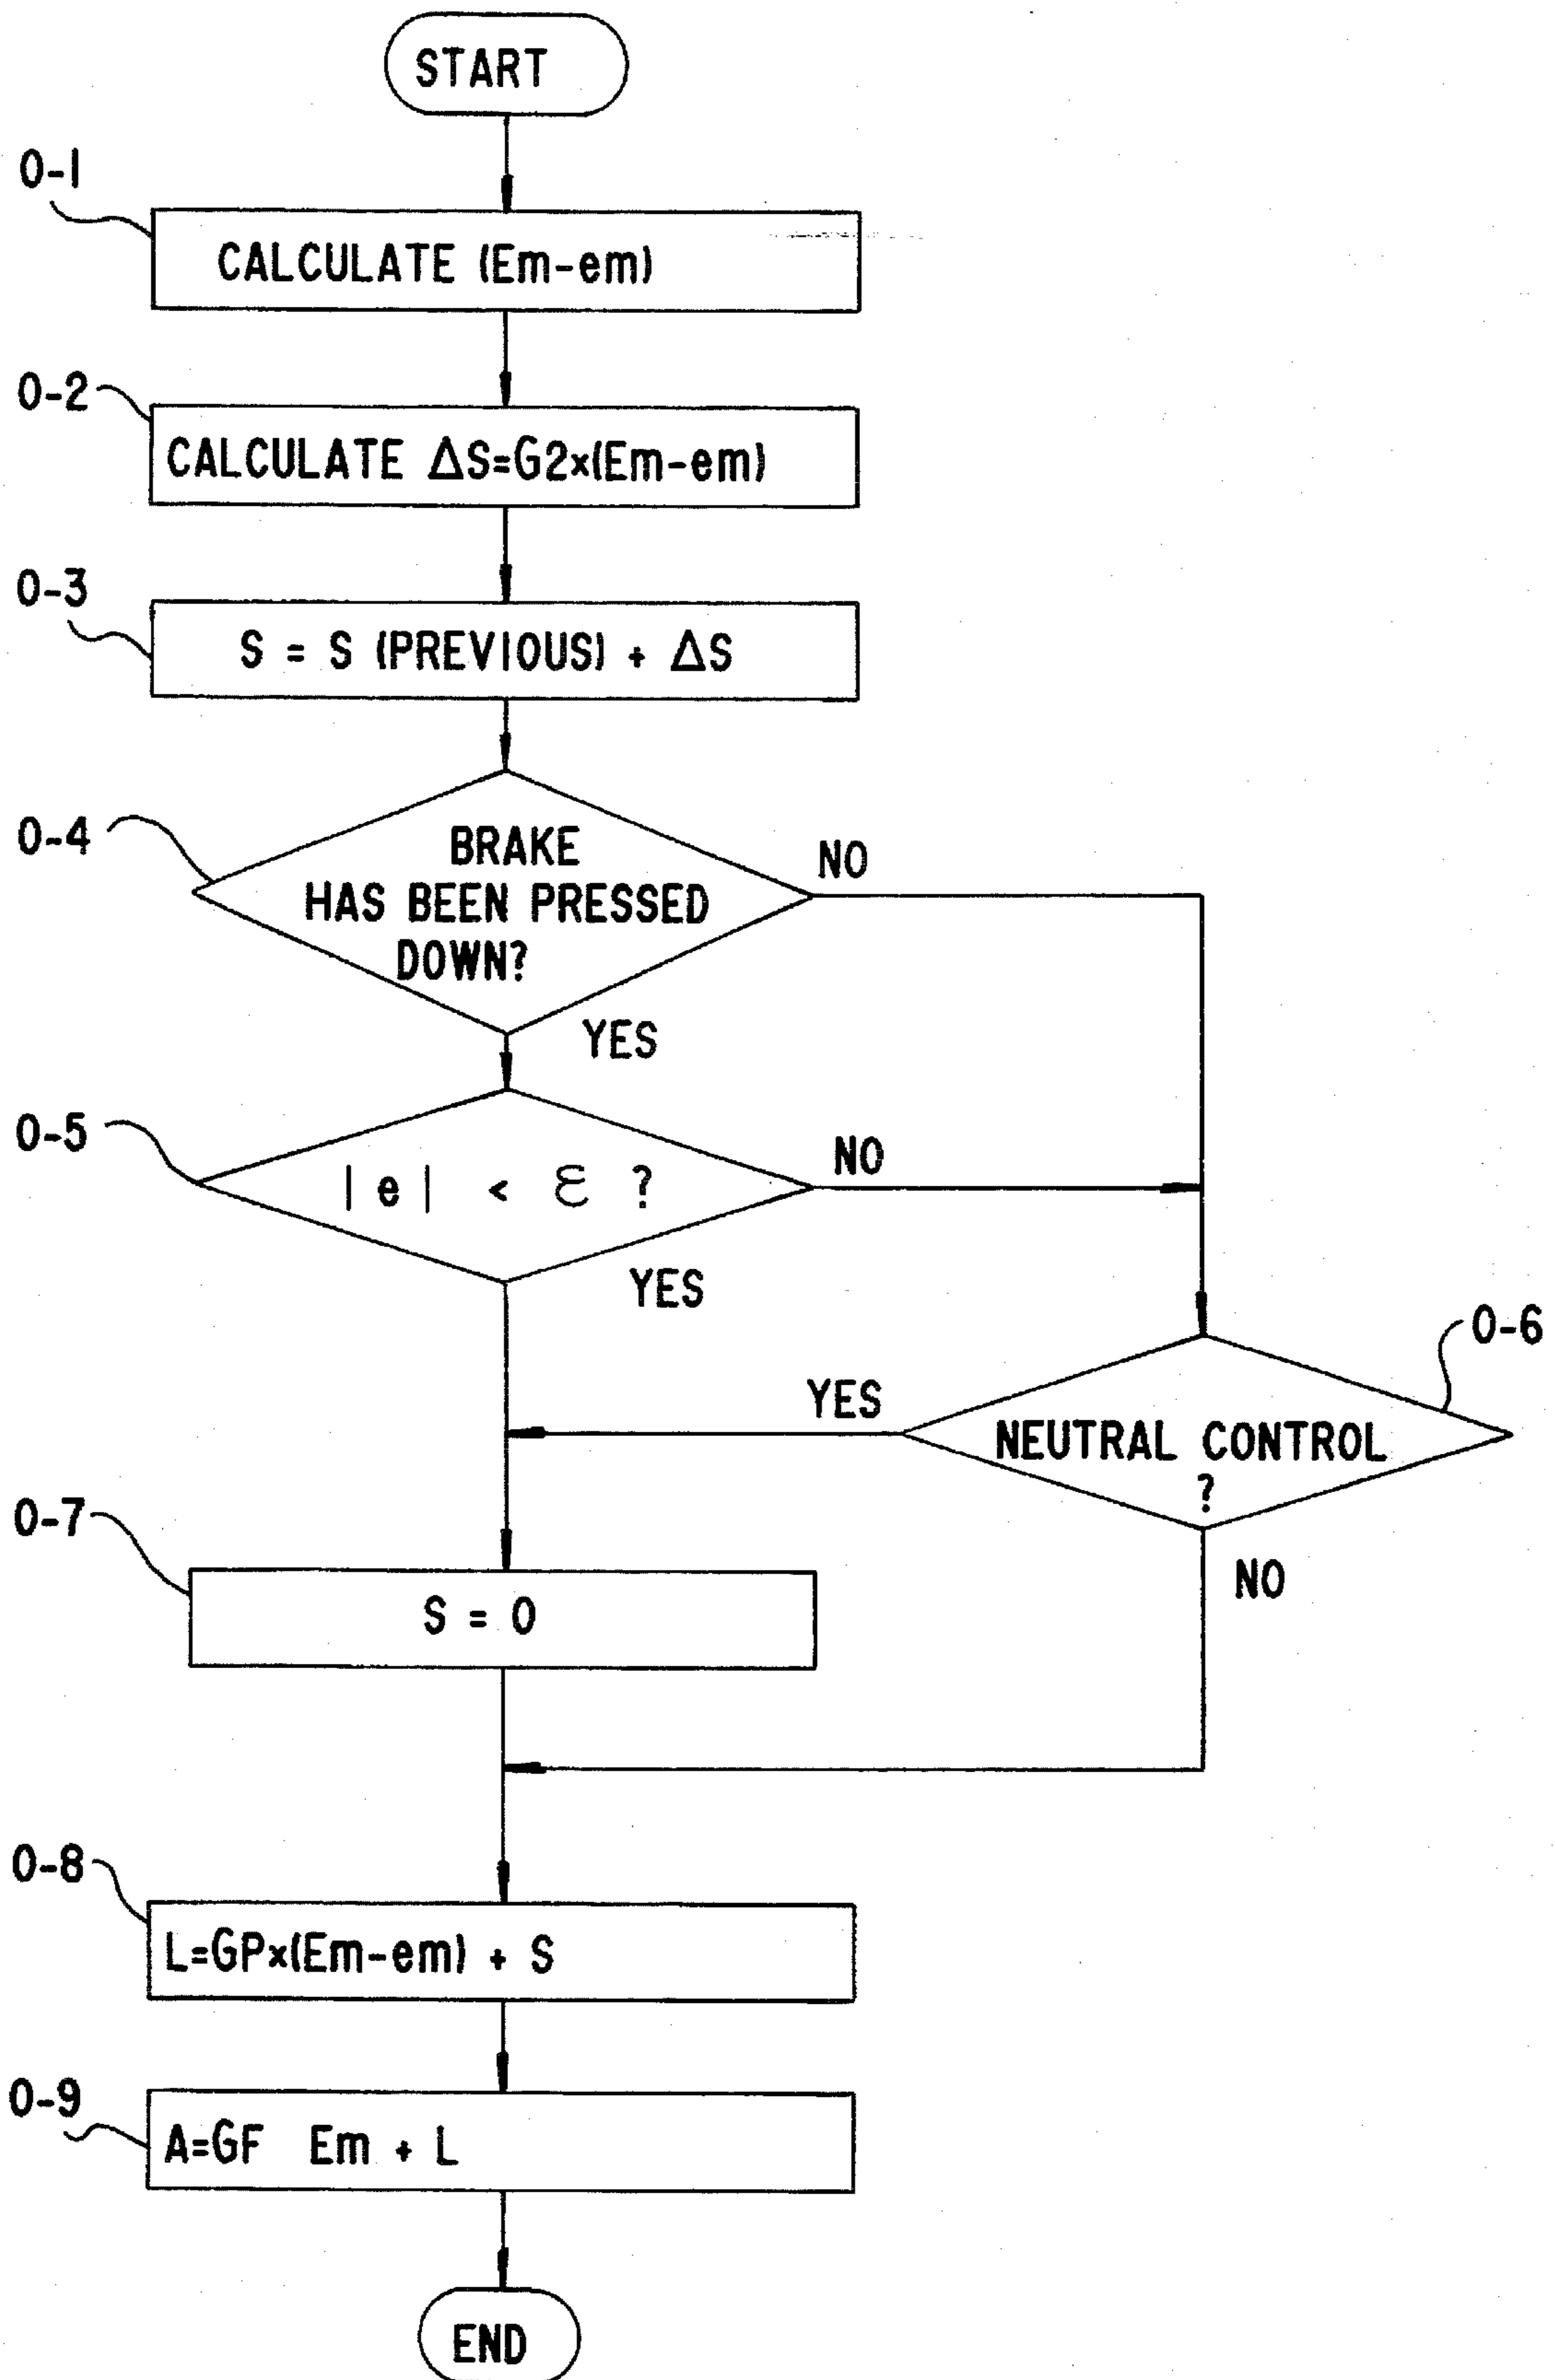 START
0-1
CALCULATE (Em-em)
0-2
CALCULATE ΔS=G2×(Em-em)
0-3
S = S (PREVIOUS) + ΔS
0-4
BRAKE
HAS BEEN PRESSED
DOWN?
NO
YES
0-5
| e | < ε ?
NO
YES
0-6
NEUTRAL CONTROL
?
YES
NO
0-7
S = 0
0-8
L=GP×(Em-em) + S
0-9
A=GF Em + L
END